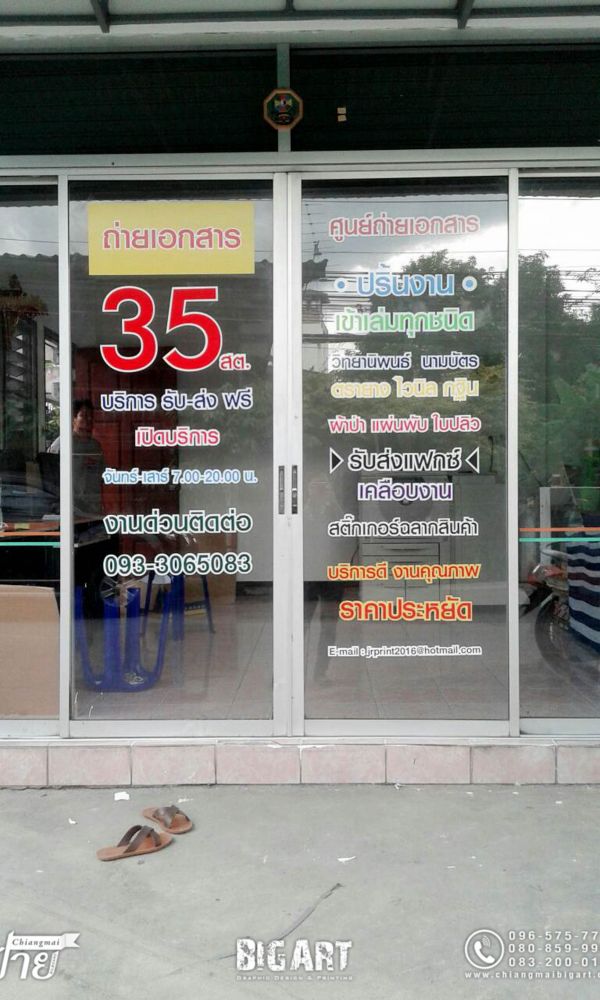 ถ่ายเอกสาร
35 สต.
บริการ รับ-ส่ง ฟรี
เปิดบริการ
จันทร์-เสาร์ 7.00-20.00 น.
งานด่วนติดต่อ
093-3065083
ศูนย์ถ่ายเอกสาร
• ปริ้นงาน •
เข้าเล่มทุกชนิด
วิทยานิพนธ์ นามบัตร
ตรายาง ไวนิล กฐิน
ผ้าป่า แผ่นพับ ใบปลิว
รับส่งแฟกซ์
เคลือบงาน
สติ๊กเกอร์ฉลากสินค้า
บริการดี งานคุณภาพ
ราคาประหยัด
E-mail : jrprint2016@hotmail.com
Chiangmai
BIGART
GRAPHIC DESIGN & PRINTING
096-575-77
080-859-99
083-200-01
www.chiangmaibigart.c